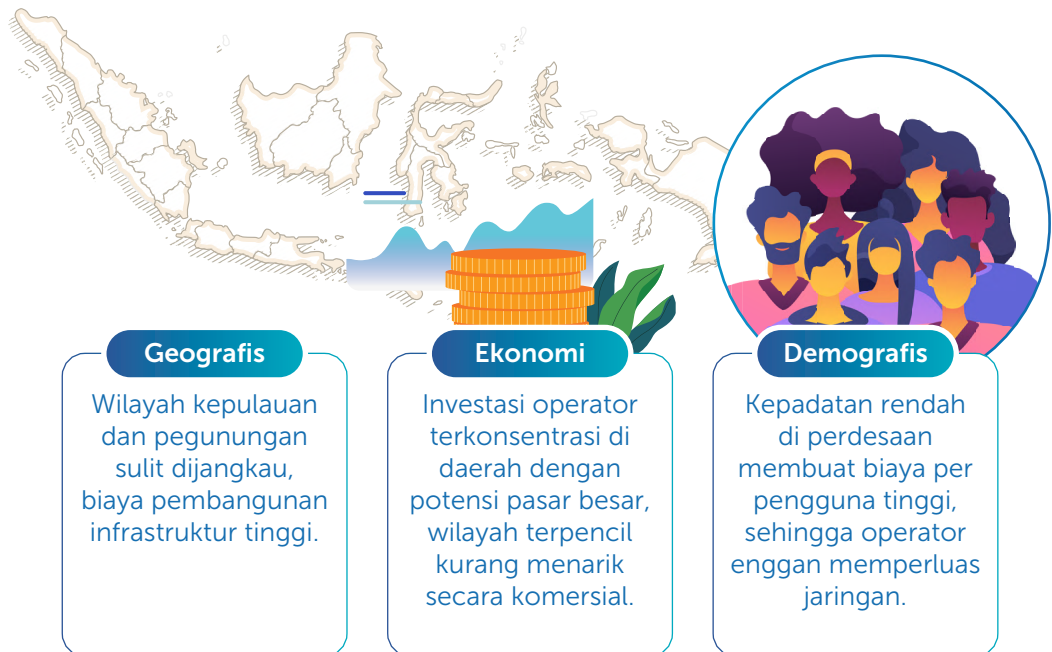 Geografis
Wilayah kepulauan
dan pegunungan
sulit dijangkau,
biaya pembangunan
infrastruktur tinggi.
Ekonomi
Investasi operator
terkonsentrasi di
daerah dengan
potensi pasar besar,
wilayah terpencil
kurang menarik
secara komersial.
Demografis
Kepadatan rendah
di perdesaan
membuat biaya per
pengguna tinggi,
sehingga operator
enggan memperluas
jaringan.